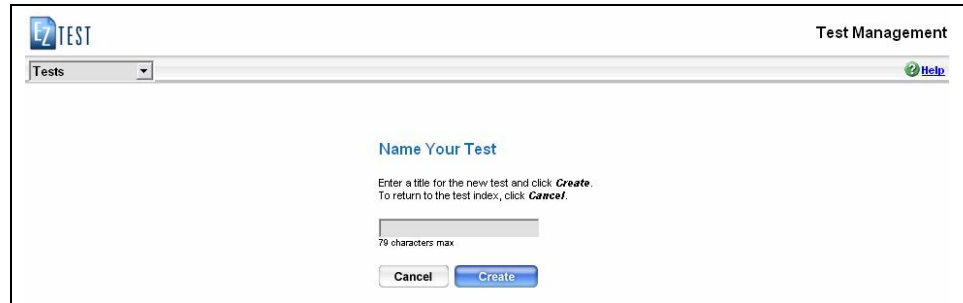 EZ TEST
Test Management
Tests
Help
Name Your Test
Enter a title for the new test and click Create.
To return to the test index, click Cancel.
79 characters max
Cancel Create